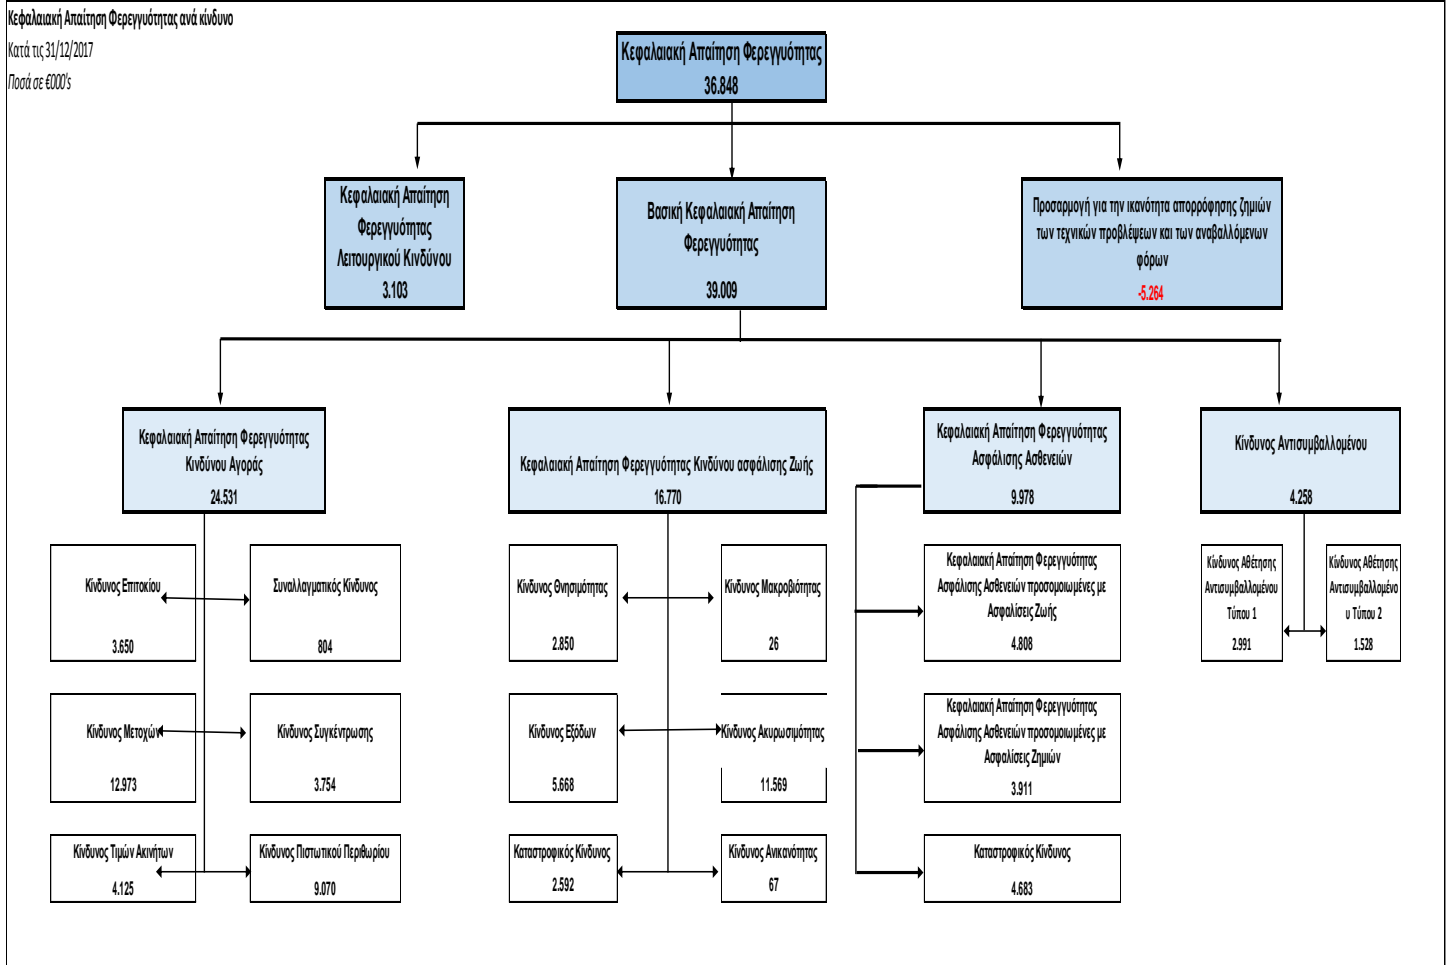 Κεφαλαιακή Απαίτηση Φερεγγυότητας ανά κίνδυνο
Κατά τις 31/12/2017
Ποσά σε €000's
Κεφαλαιακή Απαίτηση Φερεγγυότητας
36.848
Κεφαλαιακή Απαίτηση
Φερεγγυότητας
Λειτουργικού Κινδύνου
3.103
Βασική Κεφαλαιακή Απαίτηση
Φερεγγυότητας
39.009
Προσαρμογή για την ικανότητα απορρόφησης ζημιών
των τεχνικών προβλέψεων και των αναβαλλόμενων
φόρων
-5.264
Κεφαλαιακή Απαίτηση Φερεγγυότητας
Κινδύνου Αγοράς
24.531
Κεφαλαιακή Απαίτηση Φερεγγυότητας Κινδύνου ασφάλισης Ζωής
16.770
Κεφαλαιακή Απαίτηση Φερεγγυότητας
Ασφάλισης Ασθενειών
9.978
Κίνδυνος Αντισυμβαλλομένου
4.258
Κίνδυνος Επιτοκίου
3.650
Συναλλαγματικός Κίνδυνος
804
Κίνδυνος Μετοχών
12.973
Κίνδυνος Συγκέντρωσης
3.754
Κίνδυνος Τιμών Ακινήτων
4.125
Κίνδυνος Πιστωτικού Περιθωρίου
9.070
Κίνδυνος Θνησιμότητας
2.850
Κίνδυνος Μακροβιότητας
26
Κίνδυνος Εξόδων
5.668
Κίνδυνος Ακυρωσιμότητας
11.569
Καταστροφικός Κίνδυνος
2.592
Κίνδυνος Ανικανότητας
67
Κεφαλαιακή Απαίτηση Φερεγγυότητας
Ασφάλισης Ασθενειών προσομοιωμένες με
Ασφαλίσεις Ζωής
4.808
Κεφαλαιακή Απαίτηση Φερεγγυότητας
Ασφάλισης Ασθενειών προσομοιωμένες με
Ασφαλίσεις Ζημιών
3.911
Καταστροφικός Κίνδυνος
4.683
Κίνδυνος Αθέτησης
Αντισυμβαλλομένου
Τύπου 1
2.991
Κίνδυνος Αθέτησης
Αντισυμβαλλομένο
υ Τύπου 2
1.528